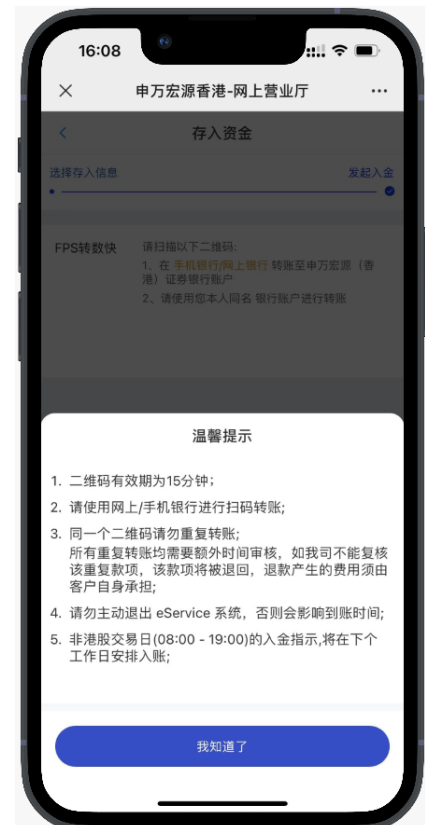 16:08
申万宏源香港-网上营业厅
存入资金
选择存入信息
发起入金
FPS转数快
请扫描以下二维码:
1、在 手机银行/网上银行 转账至申万宏源（香
港）证券银行账户
2、请使用您本人同名 银行账户进行转账
温馨提示
1. 二维码有效期为15分钟；
2. 请使用网上/手机银行进行扫码转账;
3. 同一个二维码请勿重复转账;
所有重复转账均需要额外时间审核，如我司不能复核
该重复款项，该款项将被退回，退款产生的费用须由
客户自身承担;
4. 请勿主动退出 eService 系统，否则会影响到账时间;
5. 非港股交易日(08:00 - 19:00)的入金指示,将在下个
工作日安排入账;
我知道了